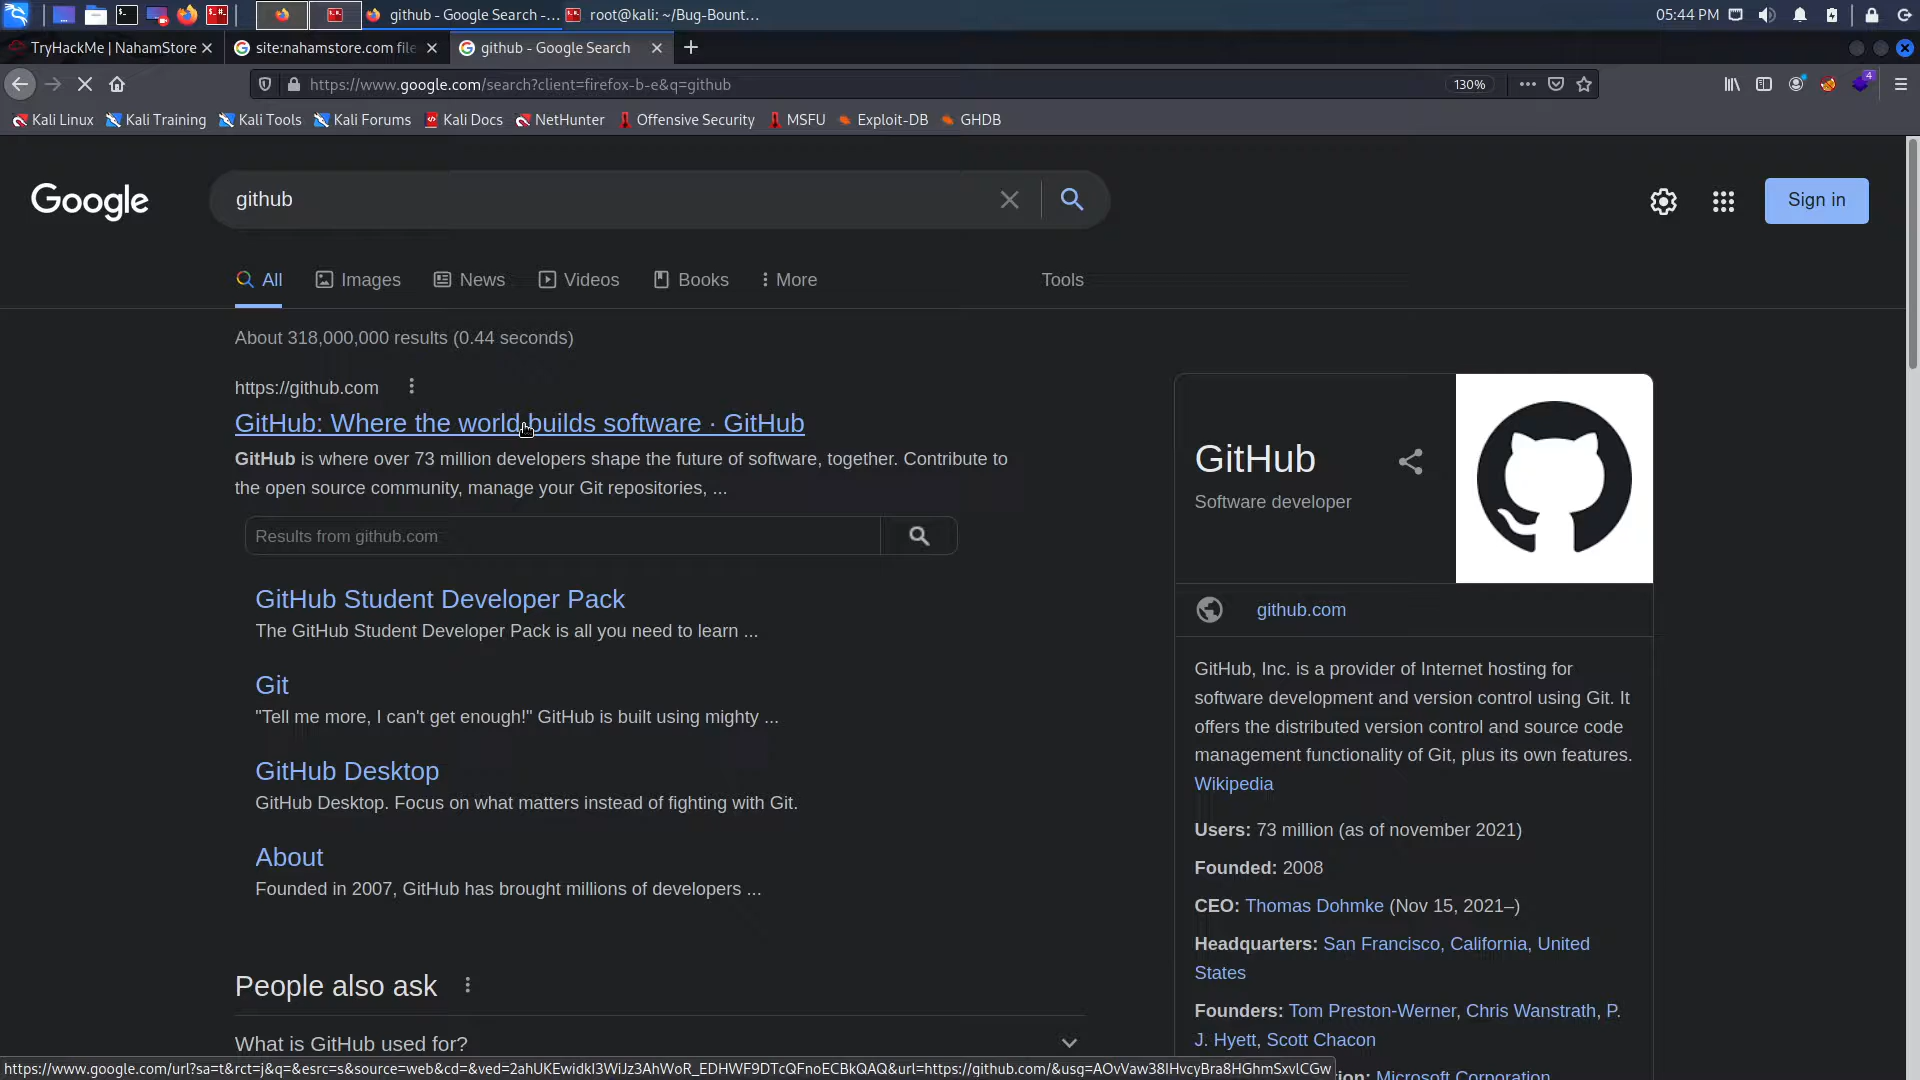 github - Google Search -...
root@kali: ~/Bug-Bount...
05:44 PM
TryHackMe | NahamStore
site:nahamstore.com file
github - Google Search
https://www.google.com/search?client=firefox-b-e&q=github
130%
4
Kali Linux
Kali Training
Kali Tools
Kali Forums
Kali Docs
NetHunter
Offensive Security
MSFU
Exploit-DB
GHDB
Google
github
Sign in
All
Images
News
Videos
Books
More
Tools
About 318,000,000 results (0.44 seconds)
https://github.com
GitHub: Where the world builds software · GitHub
GitHub is where over 73 million developers shape the future of software, together. Contribute to
the open source community, manage your Git repositories, ...
Results from github.com
GitHub Student Developer Pack
The GitHub Student Developer Pack is all you need to learn ...
Git
"Tell me more, I can't get enough!" GitHub is built using mighty ...
GitHub Desktop
GitHub Desktop. Focus on what matters instead of fighting with Git.
About
Founded in 2007, GitHub has brought millions of developers ...
People also ask
What is GitHub used for?
GitHub
Software developer
github.com
GitHub, Inc. is a provider of Internet hosting for
software development and version control using Git. It
offers the distributed version control and source code
management functionality of Git, plus its own features.
Wikipedia
Users: 73 million (as of november 2021)
Founded: 2008
CEO: Thomas Dohmke (Nov 15, 2021–)
Headquarters: San Francisco, California, United
States
Founders: Tom Preston-Werner, Chris Wanstrath, P.
J. Hyett, Scott Chacon
Microsoft Corporation
https://www.google.com/url?sa=t&rct=j&q=&esrc=s&source=web&cd=&ved=2ahUKEwidkI3WiJz3AhWoR_EDHWF9DTcQFnoECBkQAQ&url=https://github.com/&usg=AOvVaw38IHvcyBra8HGhmSxvlCGw